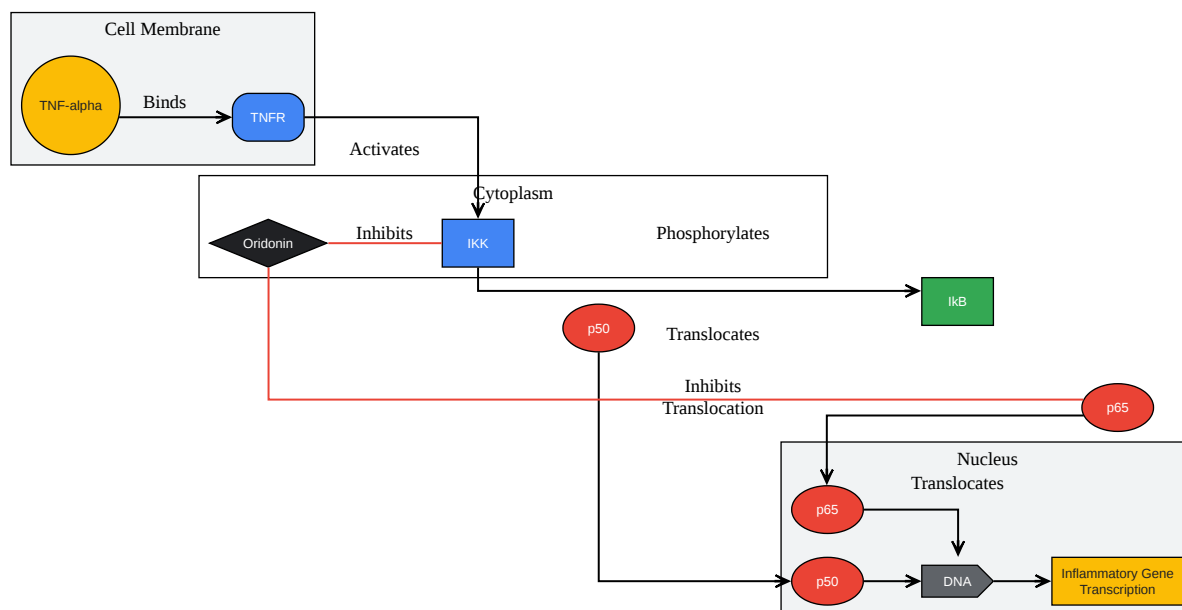 Cell Membrane
TNF-alpha
Binds
TNFR
Activates
Cytoplasm
Oridonin
Inhibits
IKK
Phosphorylates
IkB
p50
Translocates
Inhibits
Translocation
p65
Nucleus
Translocates
p65
p50
DNA
Inflammatory Gene
Transcription